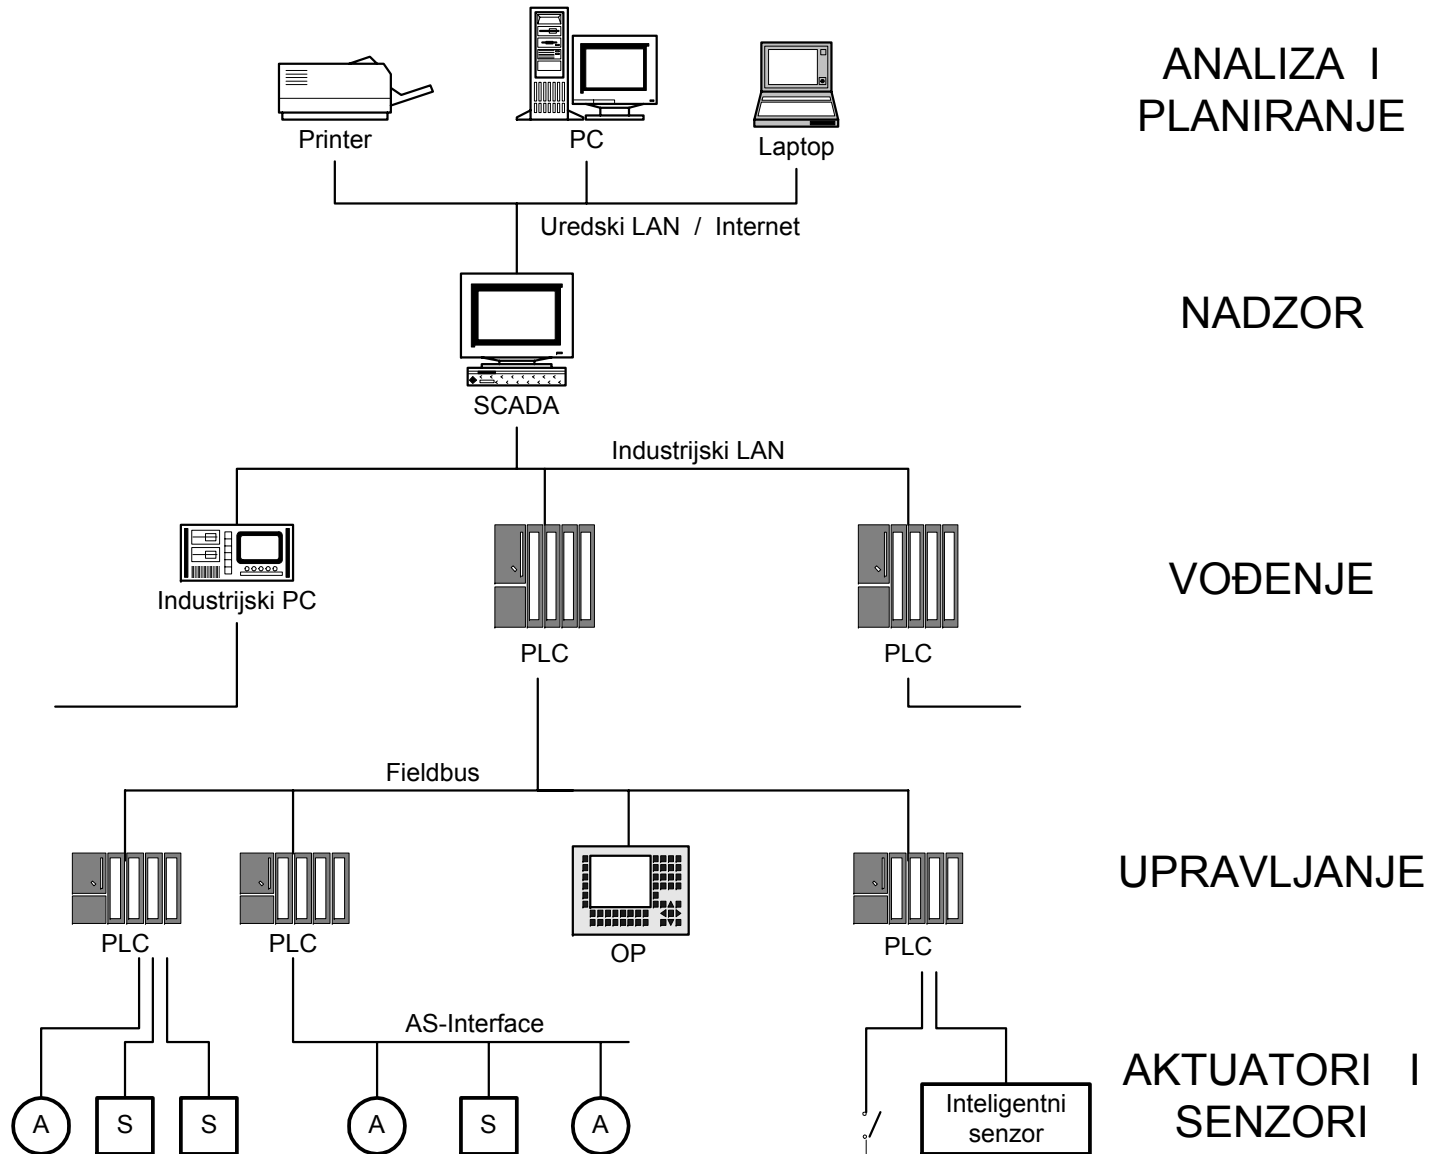 ANALIZA I
PLANIRANJE
Printer
PC
Laptop
Uredski LAN / Internet
NADZOR
SCADA
Industrijski LAN
VOĐENJE
Industrijski PC
PLC
PLC
Fieldbus
UPRAVLJANJE
PLC
PLC
OP
PLC
AS-Interface
AKTUATORI I
SENZORI
A
S
S
A
S
A
Inteligentni
senzor